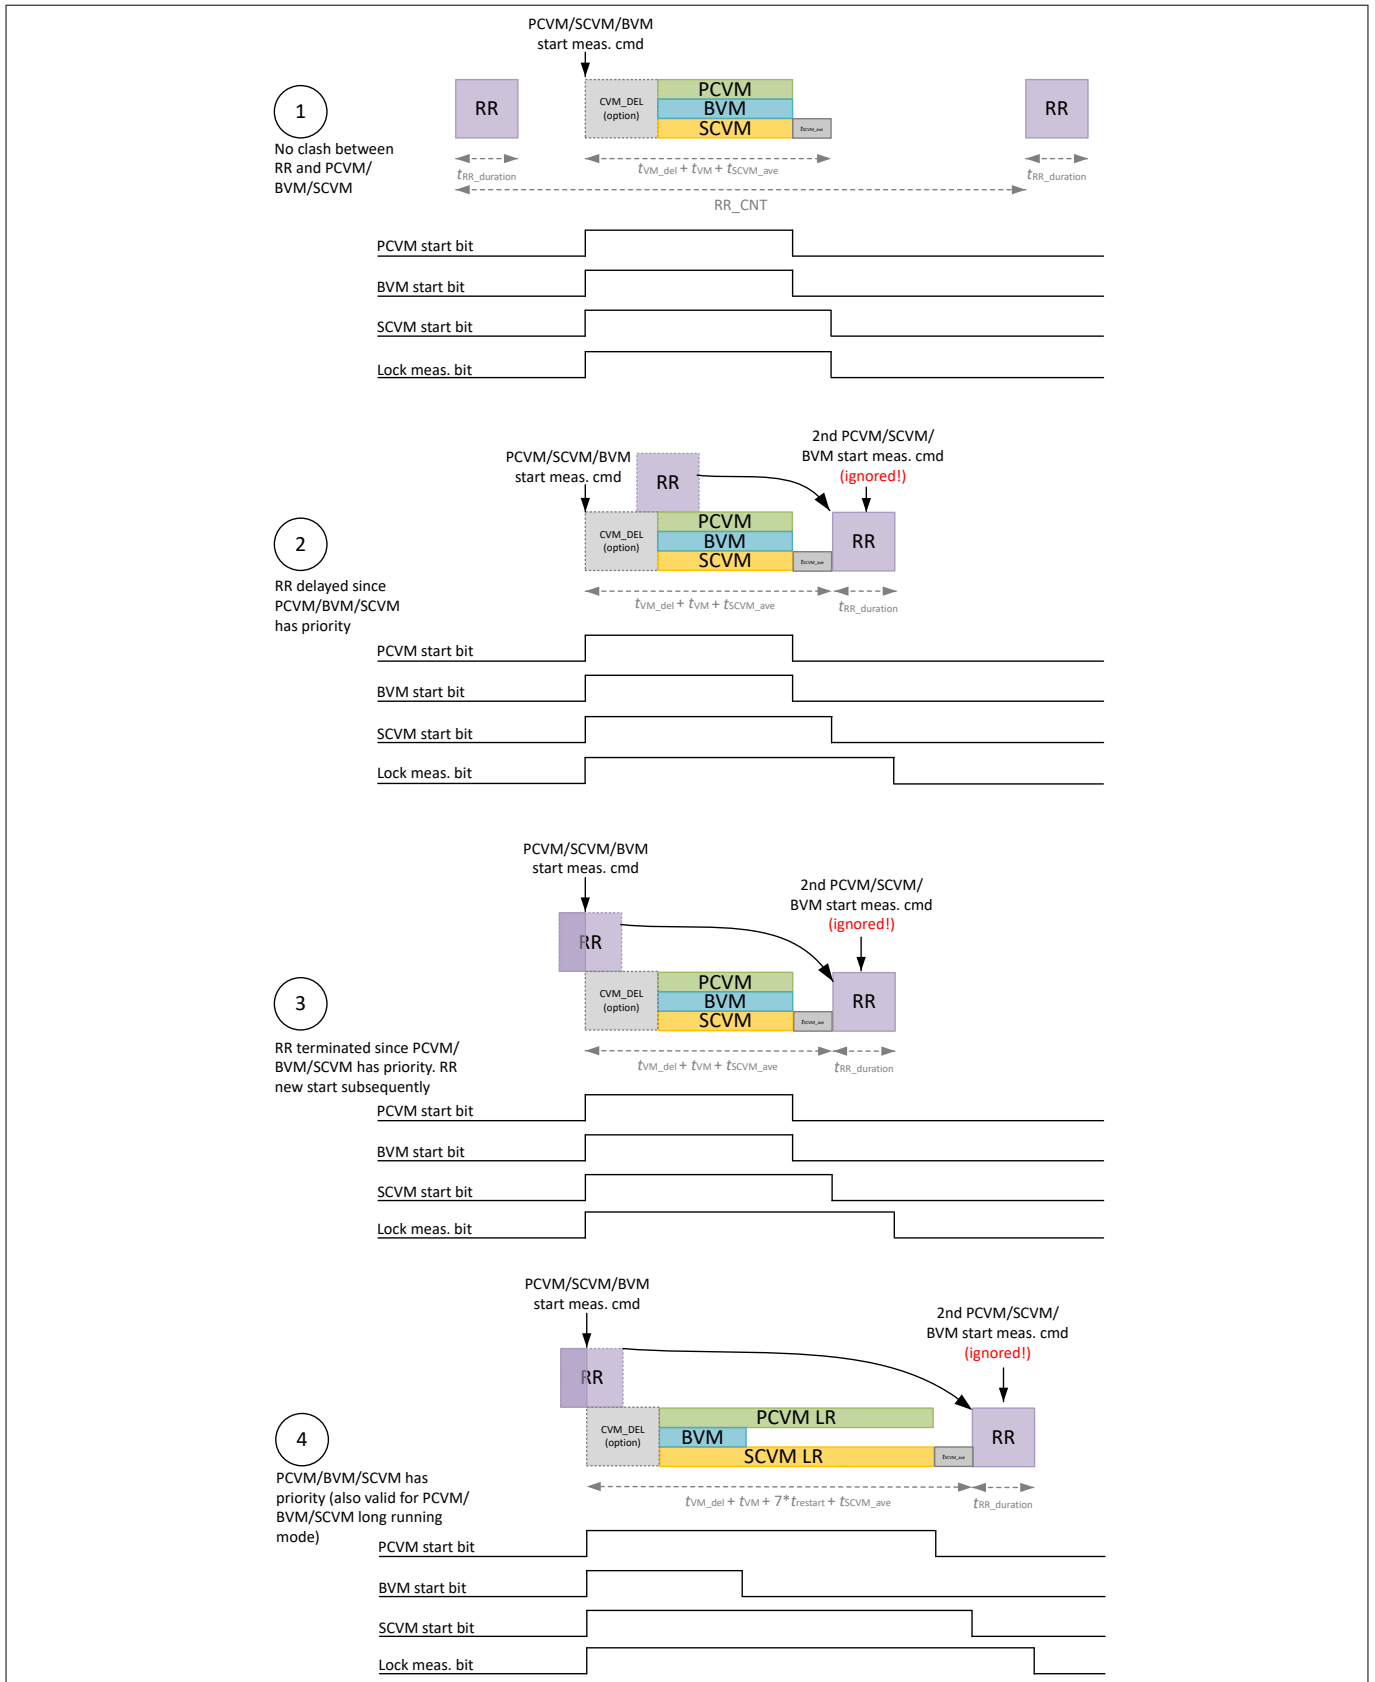 PCVM/SCVM/BVM
start meas. cmd
RR
CVM_DEL
(option)
PCVM
BVM
SCVM
tSCVM_ave
RR
1
No clash between
RR and PCVM/
BVM/SCVM
tRR_duration
tVM_del + tVM + tSCVM_ave
tRR_duration
RR_CNT
PCVM start bit
BVM start bit
SCVM start bit
Lock meas. bit
PCVM/SCVM/BVM
start meas. cmd
2nd PCVM/SCVM/
BVM start meas. cmd
(ignored!)
RR
CVM_DEL
(option)
PCVM
BVM
SCVM
tSCVM_ave
RR
2
RR delayed since
PCVM/BVM/SCVM
has priority
tVM_del + tVM + tSCVM_ave
tRR_duration
PCVM start bit
BVM start bit
SCVM start bit
Lock meas. bit
PCVM/SCVM/BVM
start meas. cmd
2nd PCVM/SCVM/
BVM start meas. cmd
(ignored!)
RR
CVM_DEL
(option)
PCVM
BVM
SCVM
tSCVM_ave
RR
3
RR terminated since PCVM/
BVM/SCVM has priority. RR
new start subsequently
tVM_del + tVM + tSCVM_ave
tRR_duration
PCVM start bit
BVM start bit
SCVM start bit
Lock meas. bit
PCVM/SCVM/BVM
start meas. cmd
2nd PCVM/SCVM/
BVM start meas. cmd
(ignored!)
RR
CVM_DEL
(option)
PCVM LR
BVM
SCVM LR
tSCVM_ave
RR
4
PCVM/BVM/SCVM has
priority (also valid for PCVM/
BVM/SCVM long running
mode)
tVM_del + tVM + 7*trestart + tSCVM_ave
tRR_duration
PCVM start bit
BVM start bit
SCVM start bit
Lock meas. bit